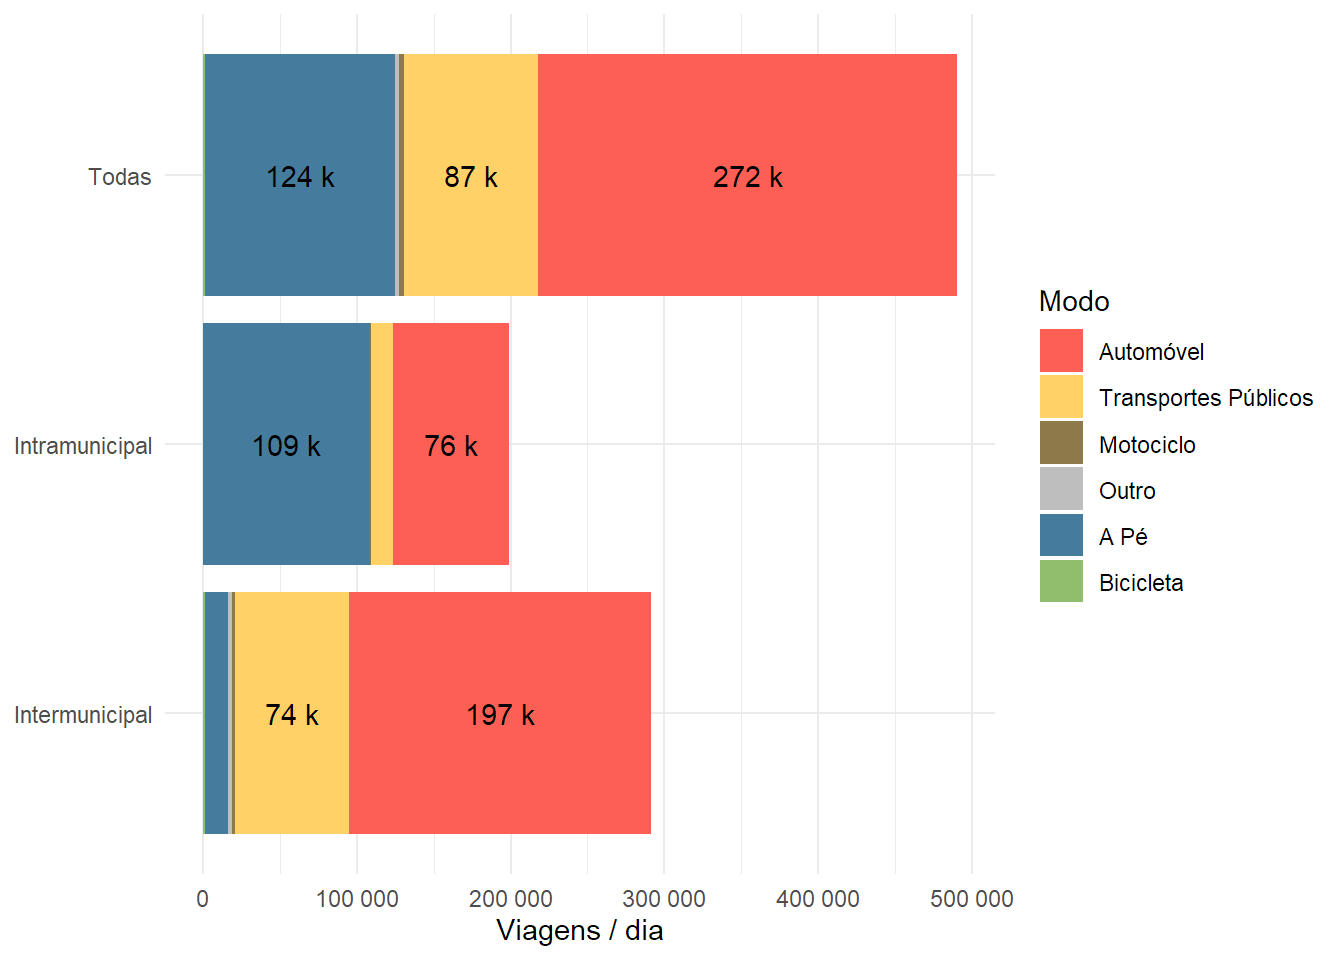 Todas
124 k
87 k
272 k
Intramunicipal
109 k
76 k
Intermunicipal
74 k
197 k
0
100 000
200 000
300 000
400 000
500 000
Viagens / dia
Modo
Automóvel
Transportes Públicos
Motociclo
Outro
A Pé
Bicicleta